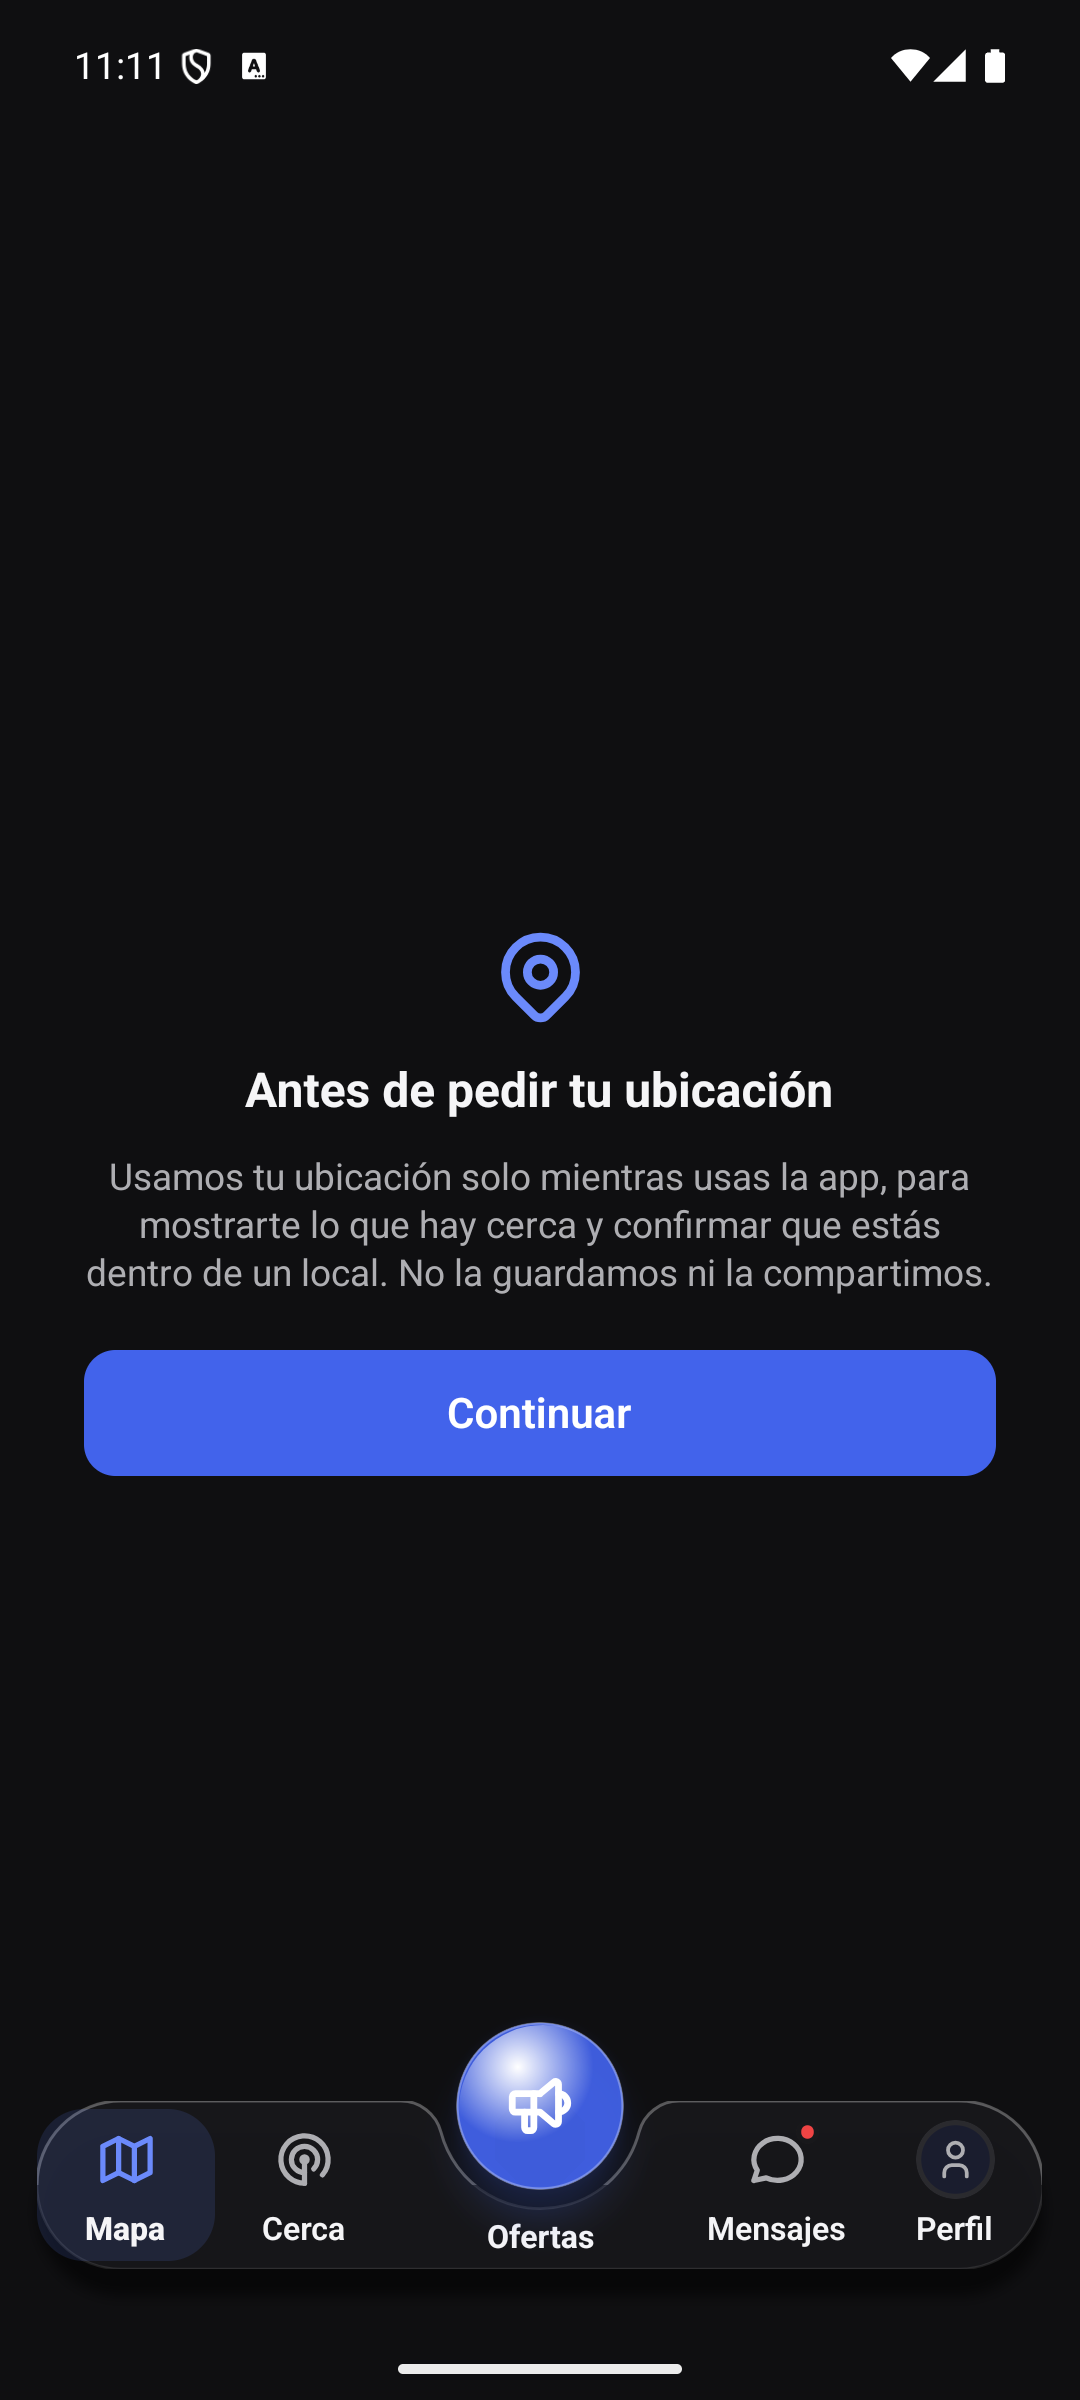 11:11
Antes de pedir tu ubicación
Usamos tu ubicación solo mientras usas la app, para
mostrarte lo que hay cerca y confirmar que estás
dentro de un local. No la guardamos ni la compartimos.
Continuar
Mapa
Cerca
Ofertas
Mensajes
Perfil